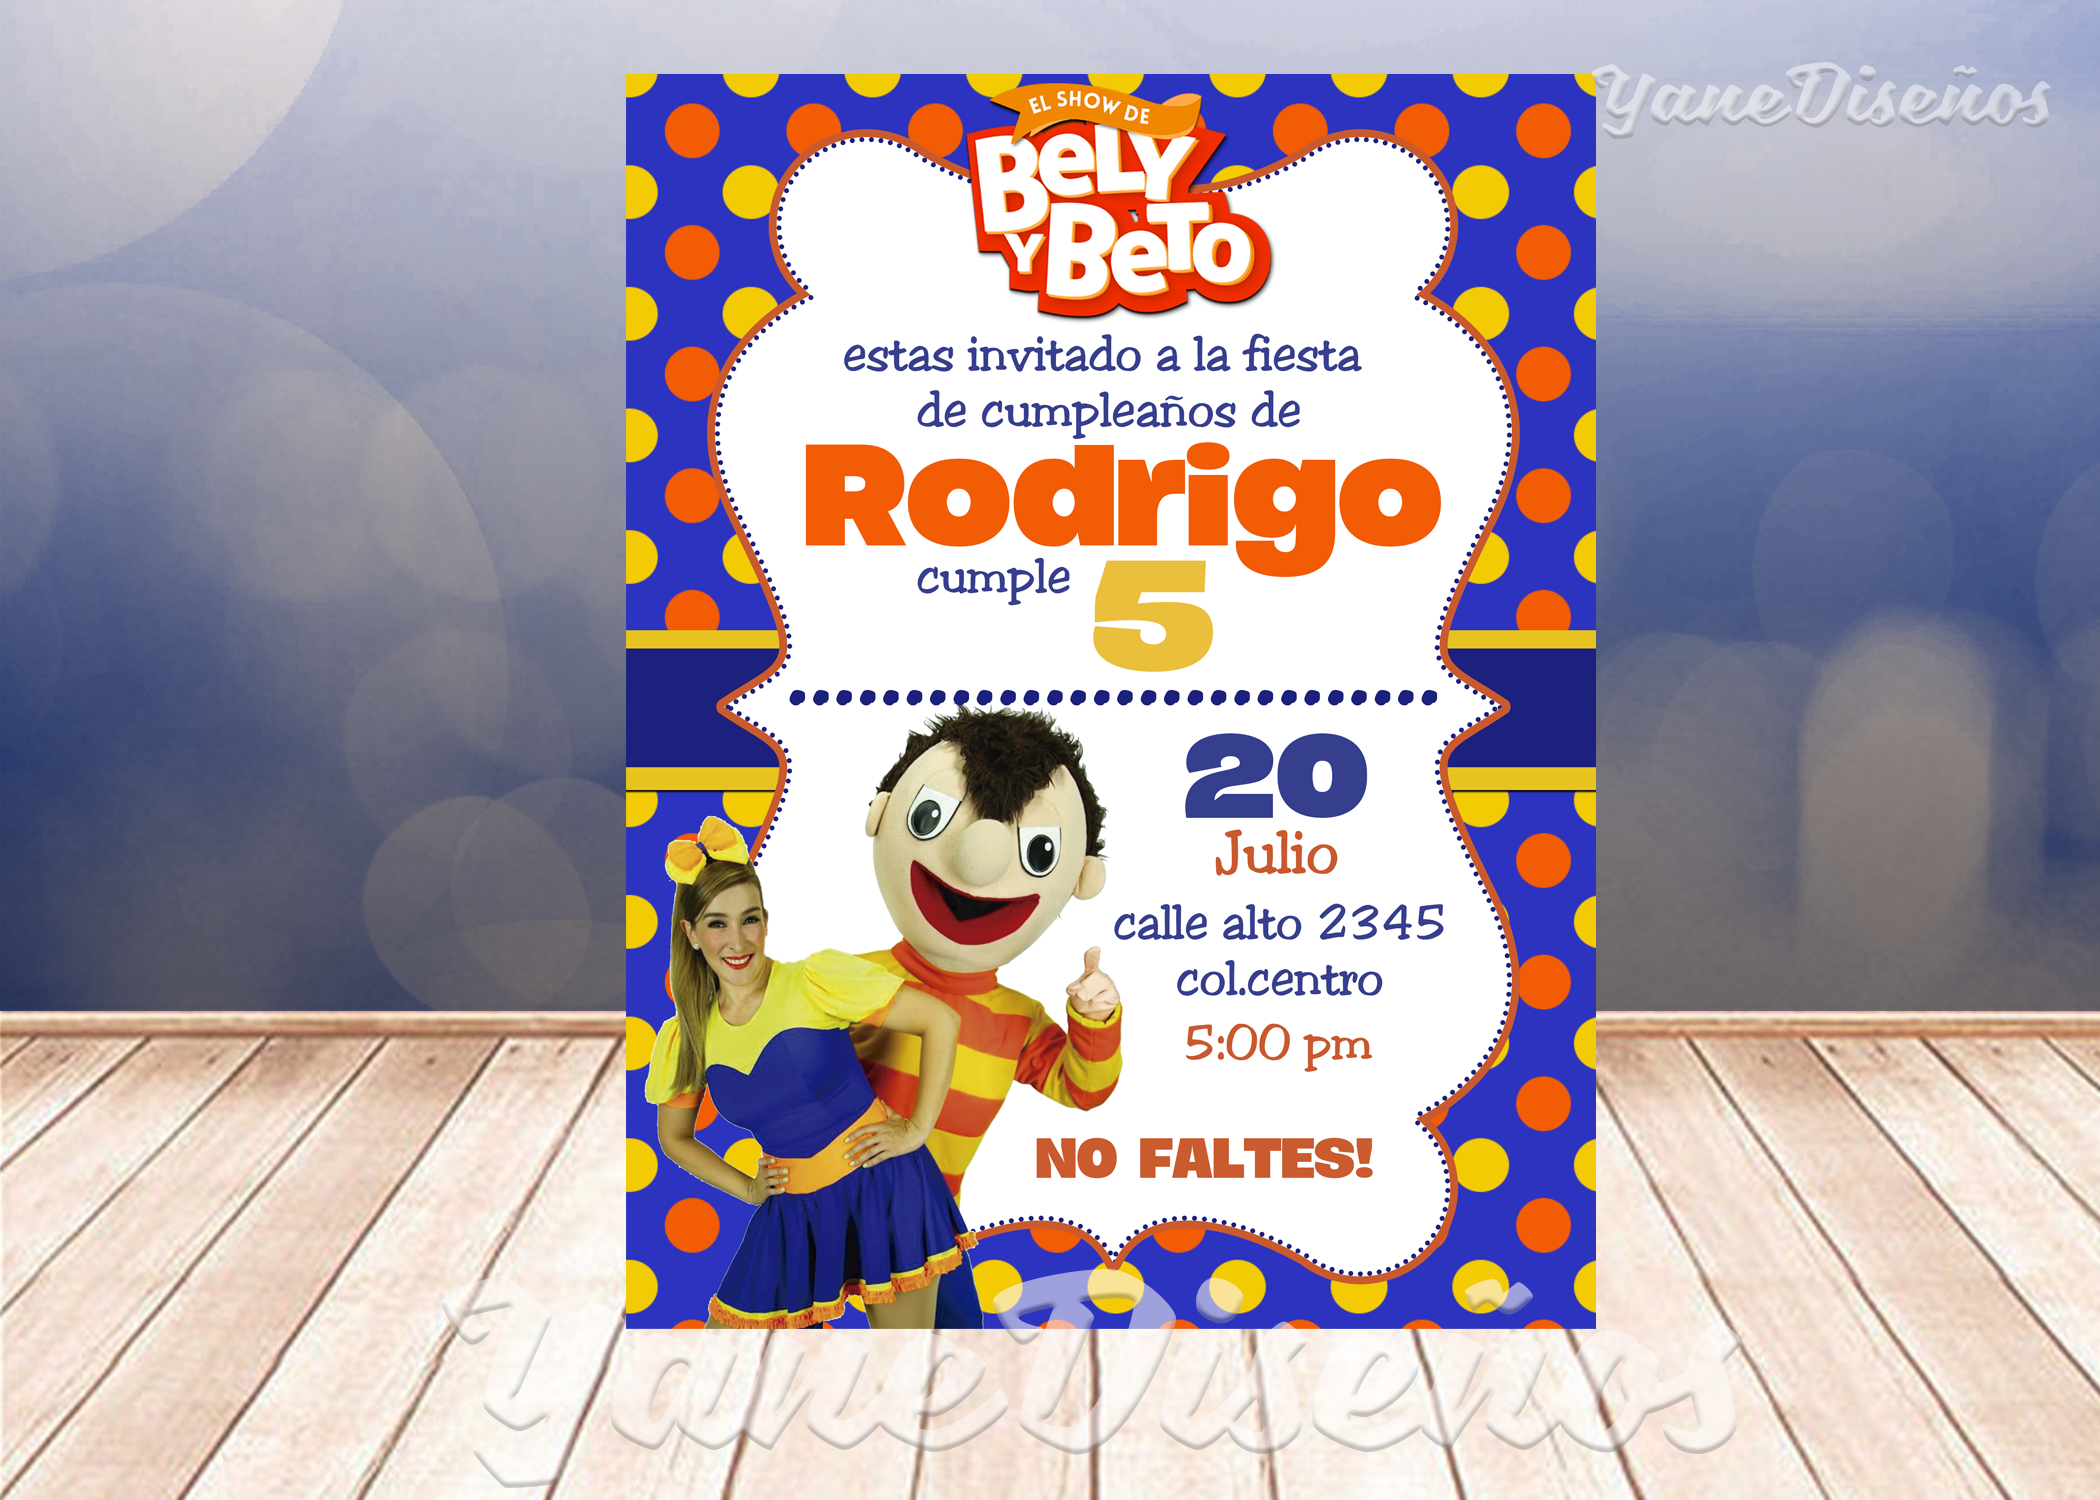 YaneDiseños
EL SHOW DE
BeLY
Y BeTO
estas invitado a la fiesta
de cumpleaños de
Rodrigo
cumple 5
20
Julio
calle alto 2345
col.centro
5:00 pm
NO FALTES!
YaneDiseños